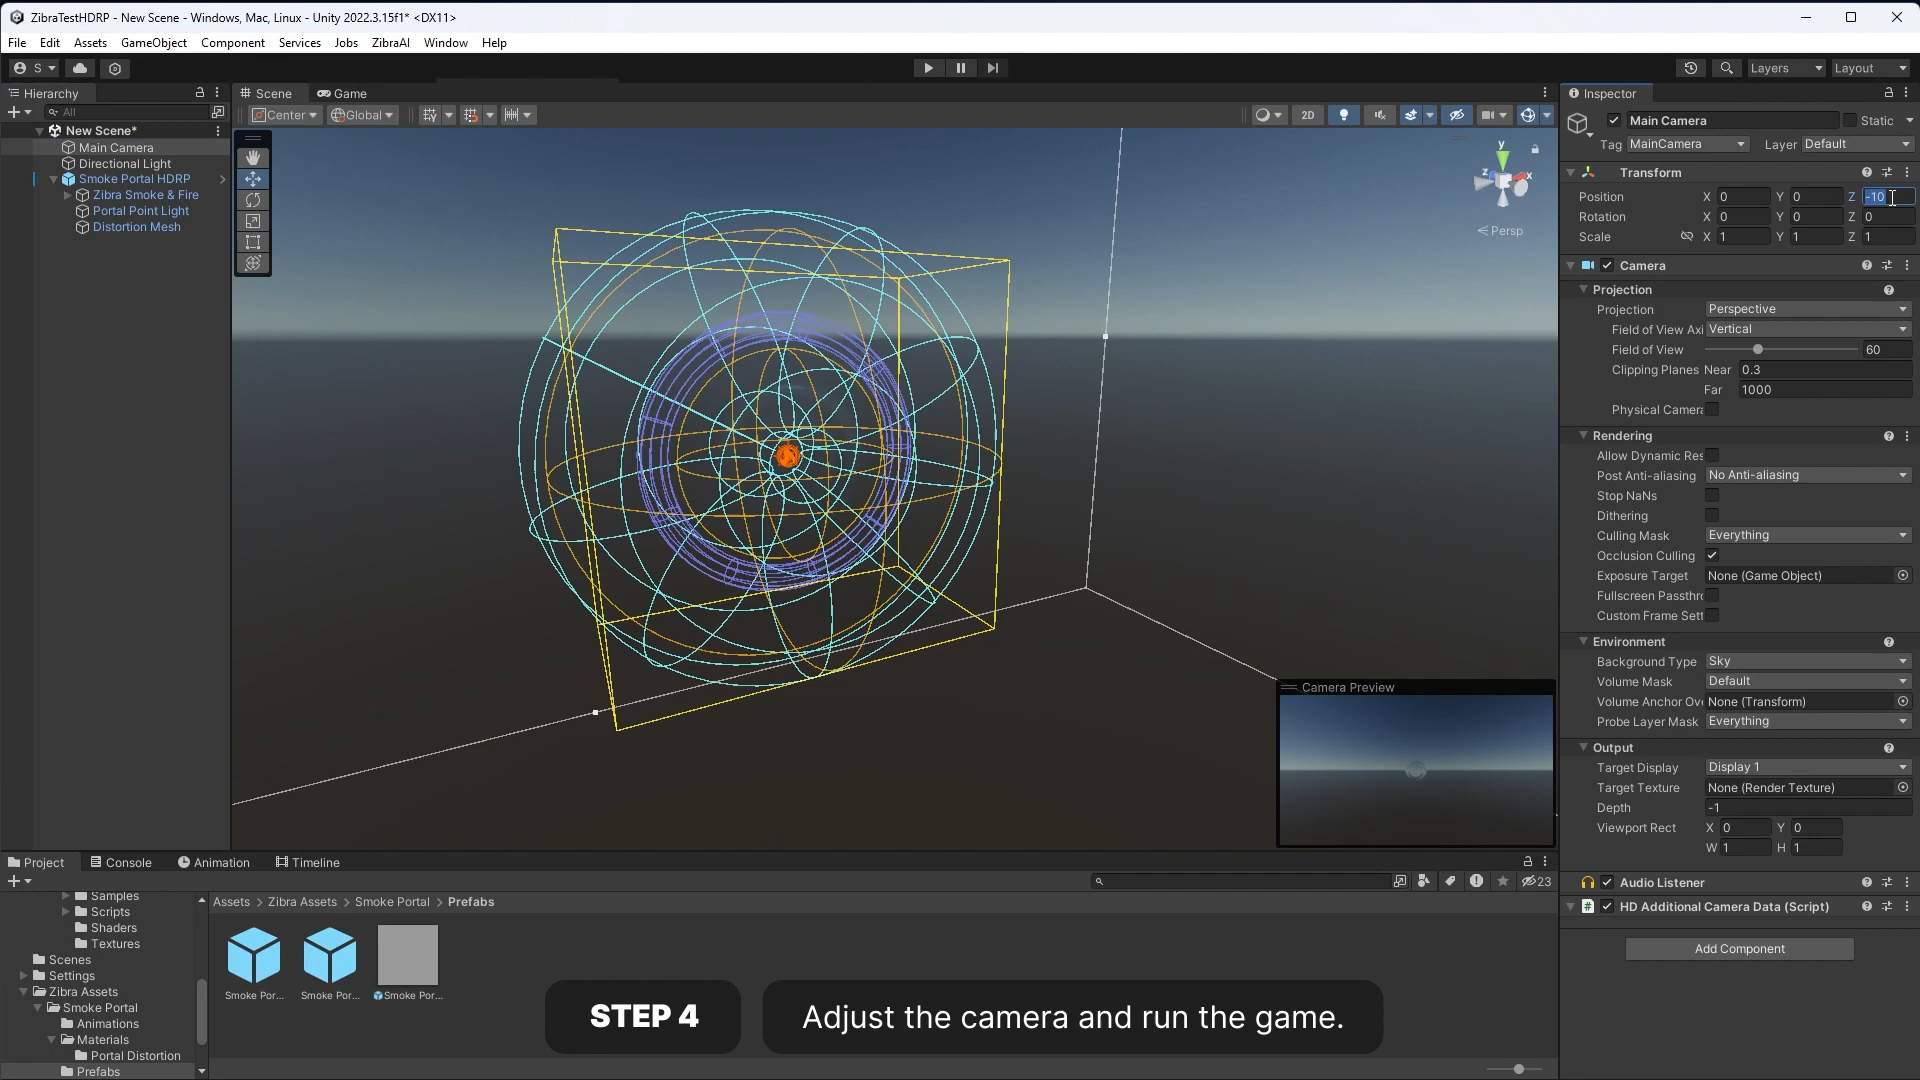 ZibraTestHDRP - New Scene - Windows, Mac, Linux - Unity 2022.3.15f1* <DX11>
File Edit Assets GameObject Component Services Jobs ZibraAI Window Help
S Layers Layout
Hierarchy
All
New Scene*
Main Camera
Directional Light
Smoke Portal HDRP
Zibra Smoke & Fire
Portal Point Light
Distortion Mesh
Scene Game
Center Global 2D
y
z x
Persp
Camera Preview
Inspector
Main Camera Static
Tag MainCamera Layer Default
Transform
Position X 0 Y 0 Z -10
Rotation X 0 Y 0 Z 0
Scale X 1 Y 1 Z 1
Camera
Projection
Projection Perspective
Field of View Axi Vertical
Field of View 60
Clipping Planes Near 0.3
Far 1000
Physical Camera
Rendering
Allow Dynamic Res
Post Anti-aliasing No Anti-aliasing
Stop NaNs
Dithering
Culling Mask Everything
Occlusion Culling
Exposure Target None (Game Object)
Fullscreen Passthro
Custom Frame Sett
Environment
Background Type Sky
Volume Mask Default
Volume Anchor Ove None (Transform)
Probe Layer Mask Everything
Output
Target Display Display 1
Target Texture None (Render Texture)
Depth -1
Viewport Rect X 0 Y 0
W 1 H 1
Audio Listener
HD Additional Camera Data (Script)
Add Component
Project Console Animation Timeline
23
Samples
Scripts
Shaders
Textures
Scenes
Settings
Zibra Assets
Smoke Portal
Animations
Materials
Portal Distortion
Prefabs
Assets > Zibra Assets > Smoke Portal > Prefabs
Smoke Por... Smoke Por... Smoke Por...
STEP 4 Adjust the camera and run the game.